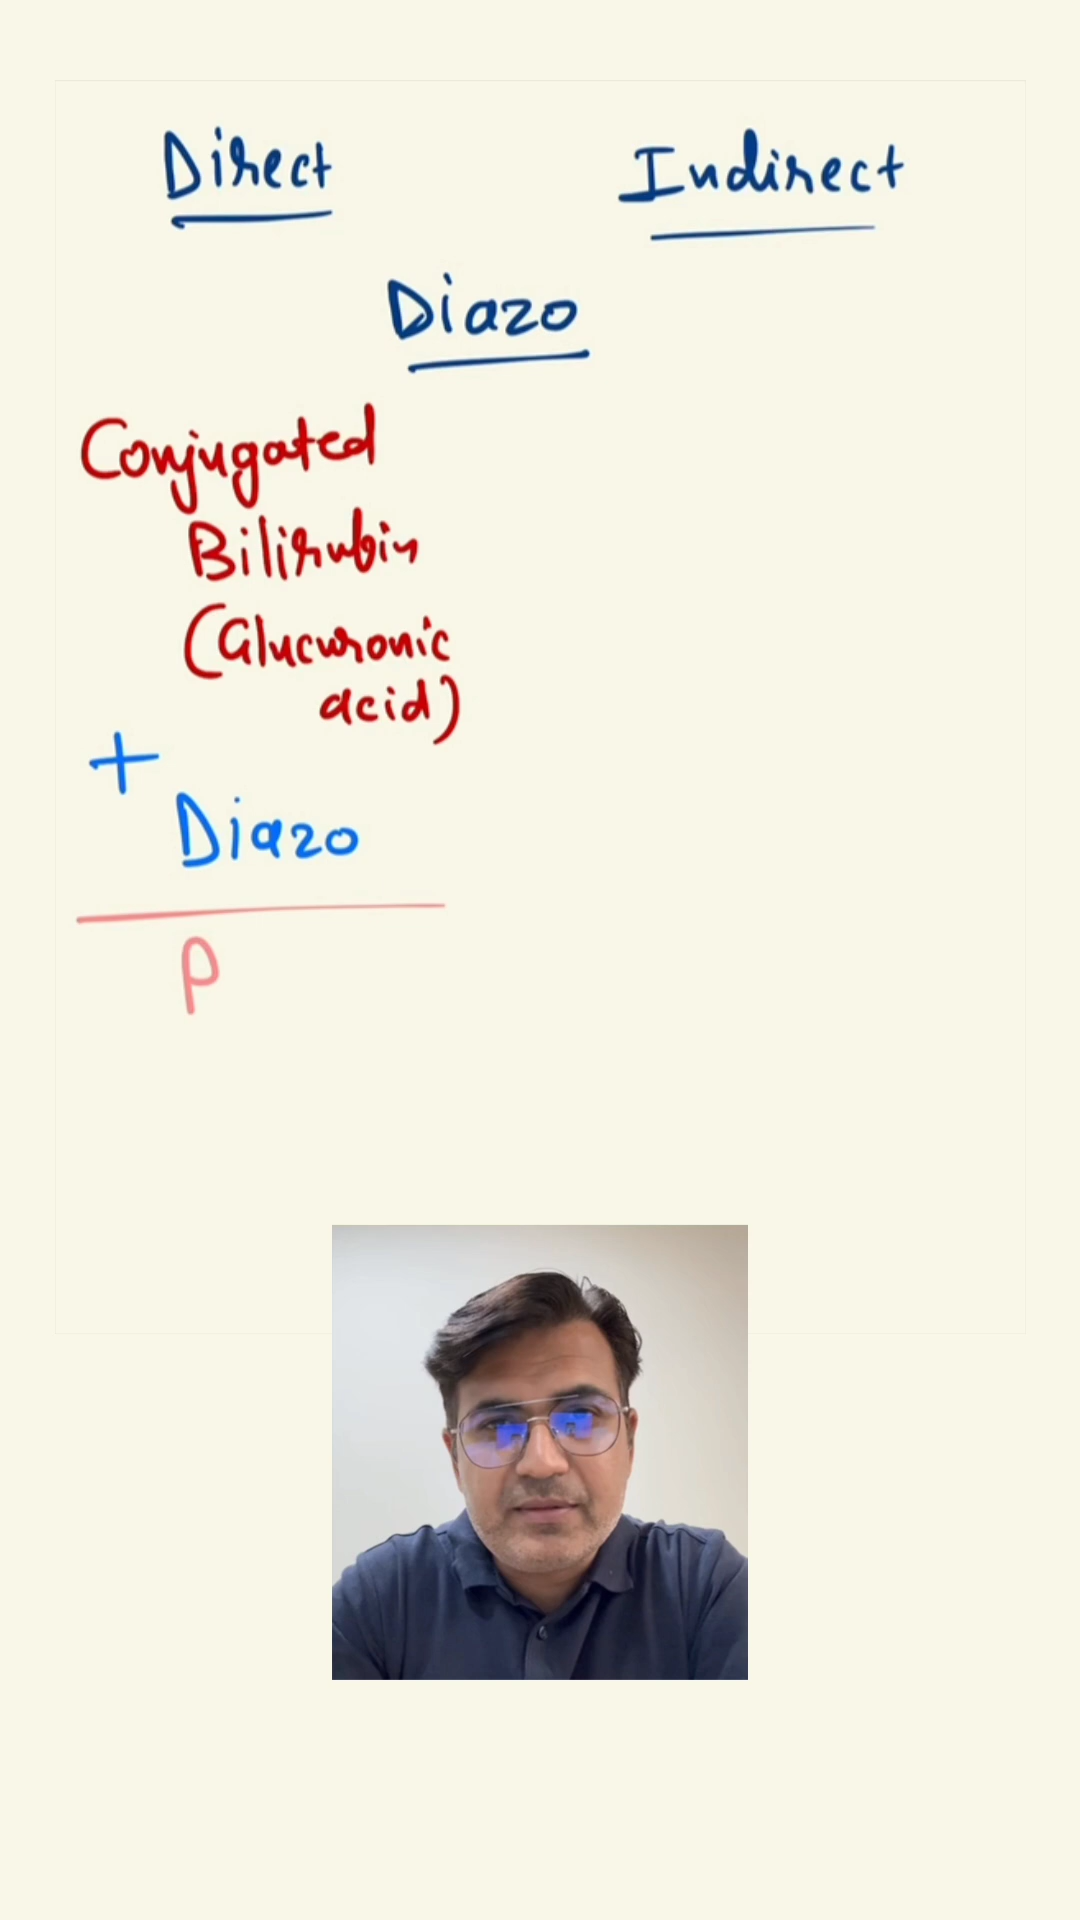 Direct Indirect
Diazo
Conjugated
Bilirubin
(Glucuronic
acid)
+
Diazo
P